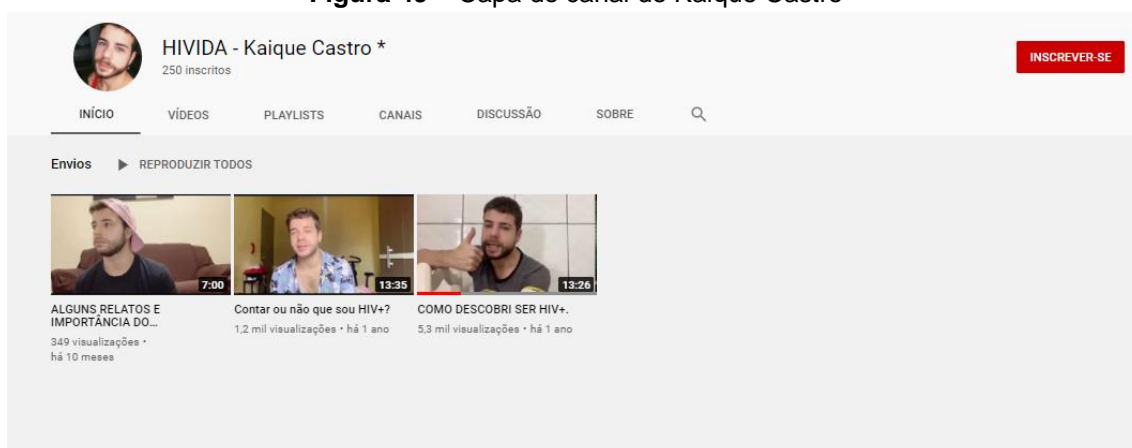 Figura 45 – Capa do canal de Kaique Castro
HIVIDA - Kaique Castro *
250 inscritos
INSCREVER-SE
INÍCIO VÍDEOS PLAYLISTS CANAIS DISCUSSÃO SOBRE
Envios REPRODUZIR TODOS
7:00 13:35 13:26
ALGUNS RELATOS E
IMPORTÂNCIA DO...
349 visualizações •
há 10 meses
Contar ou não que sou HIV+?
1,2 mil visualizações • há 1 ano
COMO DESCOBRI SER HIV+.
5,3 mil visualizações • há 1 ano